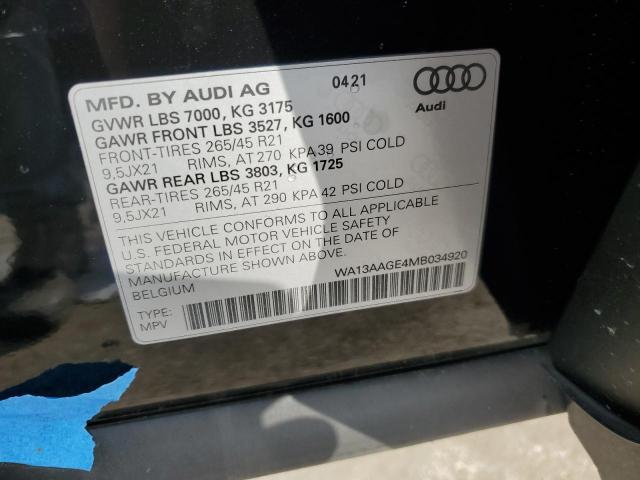 MFD. BY AUDI AG 0421
Audi
GVWR LBS 7000, KG 3175
GAWR FRONT LBS 3527, KG 1600
FRONT-TIRES 265/45 R21
9,5JX21 RIMS, AT 270 KPA 39 PSI COLD
GAWR REAR LBS 3803, KG 1725
REAR-TIRES 265/45 R21
9,5JX21 RIMS, AT 290 KPA 42 PSI COLD
THIS VEHICLE CONFORMS TO ALL APPLICABLE
U.S. FEDERAL MOTOR VEHICLE SAFETY
STANDARDS IN EFFECT ON THE DATE OF
MANUFACTURE SHOWN ABOVE.
BELGIUM WA13AAGE4MB034920
TYPE:
MPV